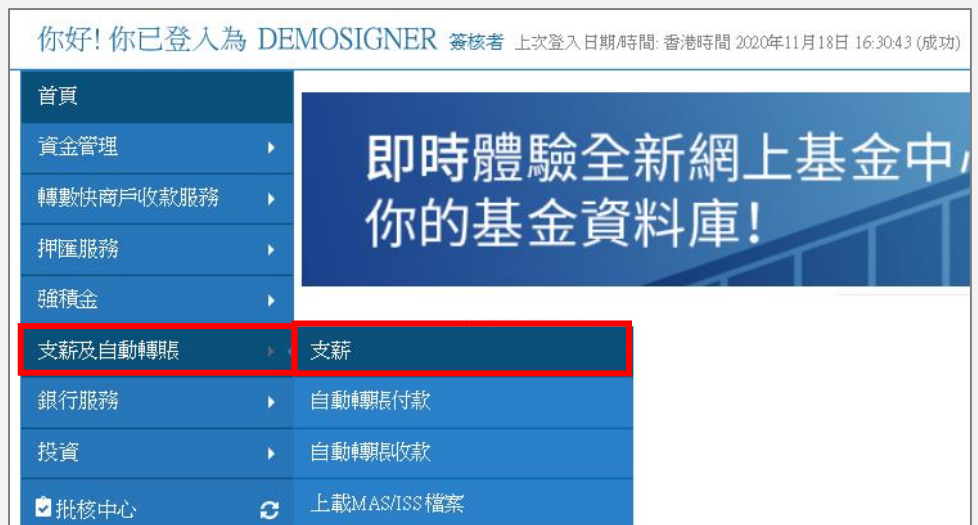 你好! 你已登入為 DEMOSIGNER 簽核者 上次登入日期/時間: 香港時間 2020年11月18日 16:30:43 (成功)
首頁
資金管理
轉數快商戶收款服務
押匯服務
強積金
支薪及自動轉賬
銀行服務
投資
批核中心
即時體驗全新網上基金中心
你的基金資料庫!
支薪
自動轉賬付款
自動轉賬收款
上載MAS/ISS檔案